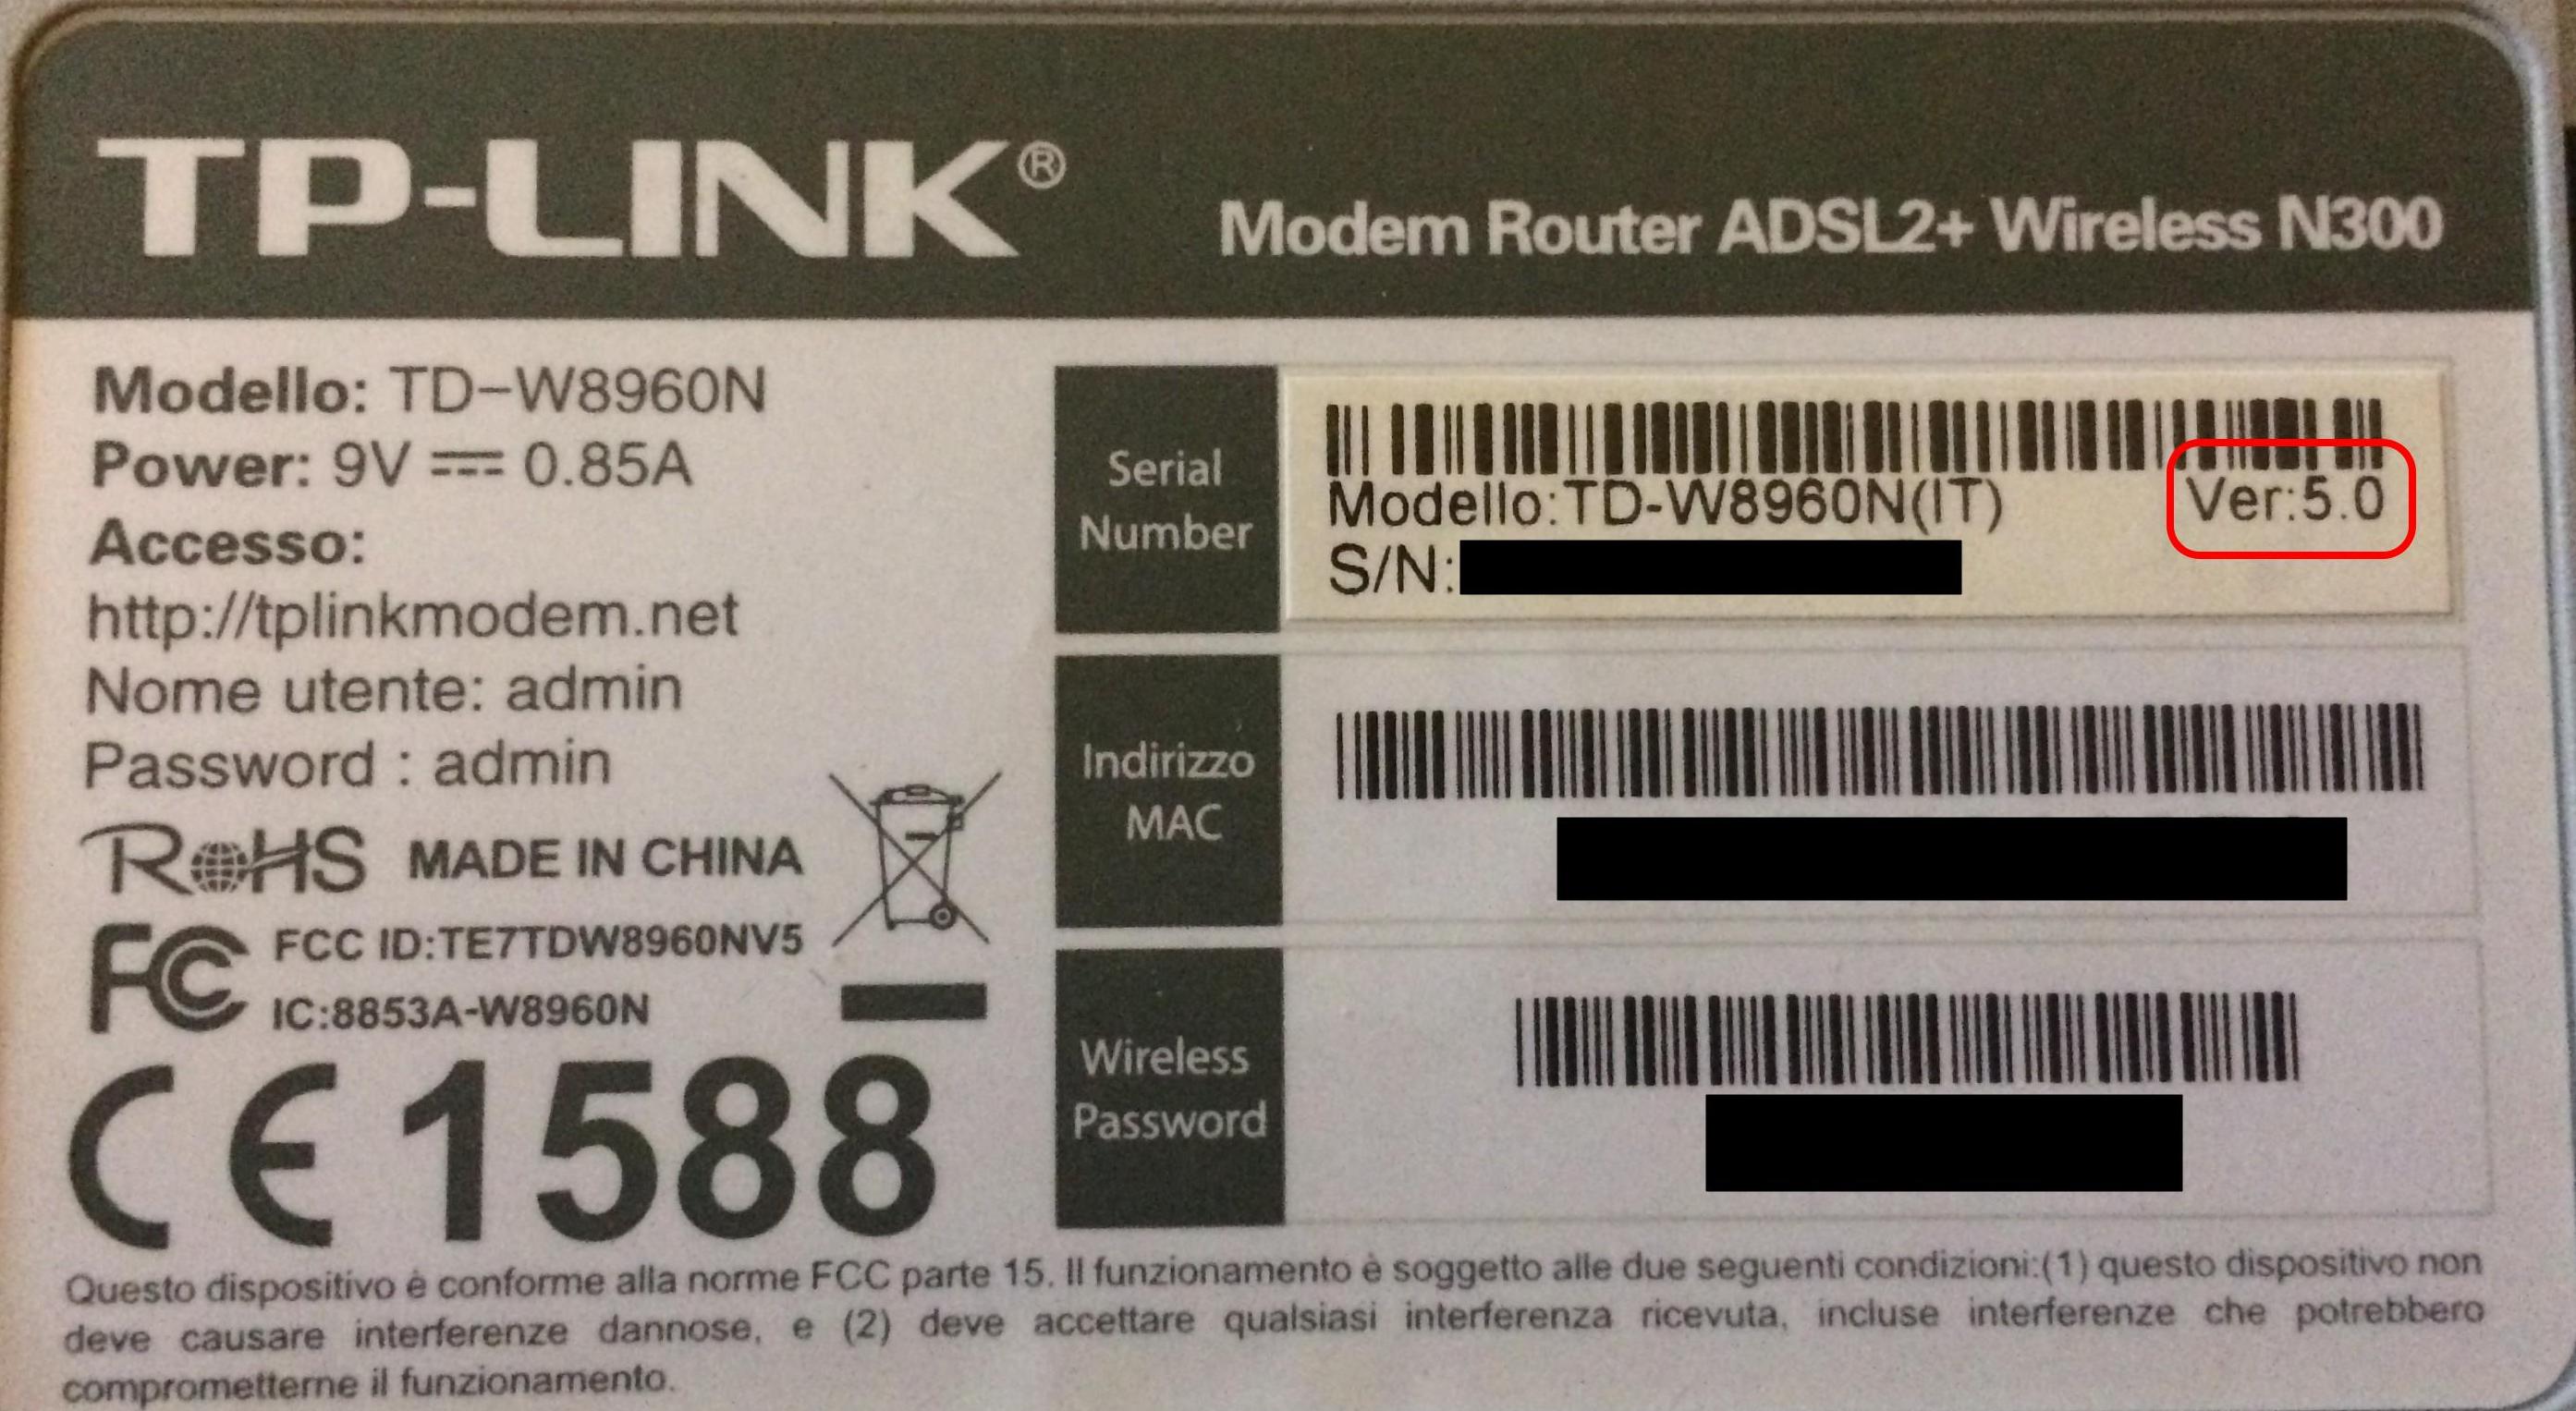 TP-LINK®
Modem Router ADSL2+ Wireless N300
Modello: TD-W8960N
Power: 9V ⎓ 0.85A
Accesso:
http://tplinkmodem.net
Nome utente: admin
Password : admin
RoHS MADE IN CHINA
FC FCC ID:TE7TDW8960NV5
IC:8853A-W8960N
CE 1588
Serial
Number
Modello:TD-W8960N(IT) Ver:5.0
S/N:
Indirizzo
MAC
Wireless
Password
Questo dispositivo è conforme alla norme FCC parte 15. Il funzionamento è soggetto alle due seguenti condizioni:(1) questo dispositivo non
deve causare interferenze dannose, e (2) deve accettare qualsiasi interferenza ricevuta, incluse interferenze che potrebbero
comprometterne il funzionamento.